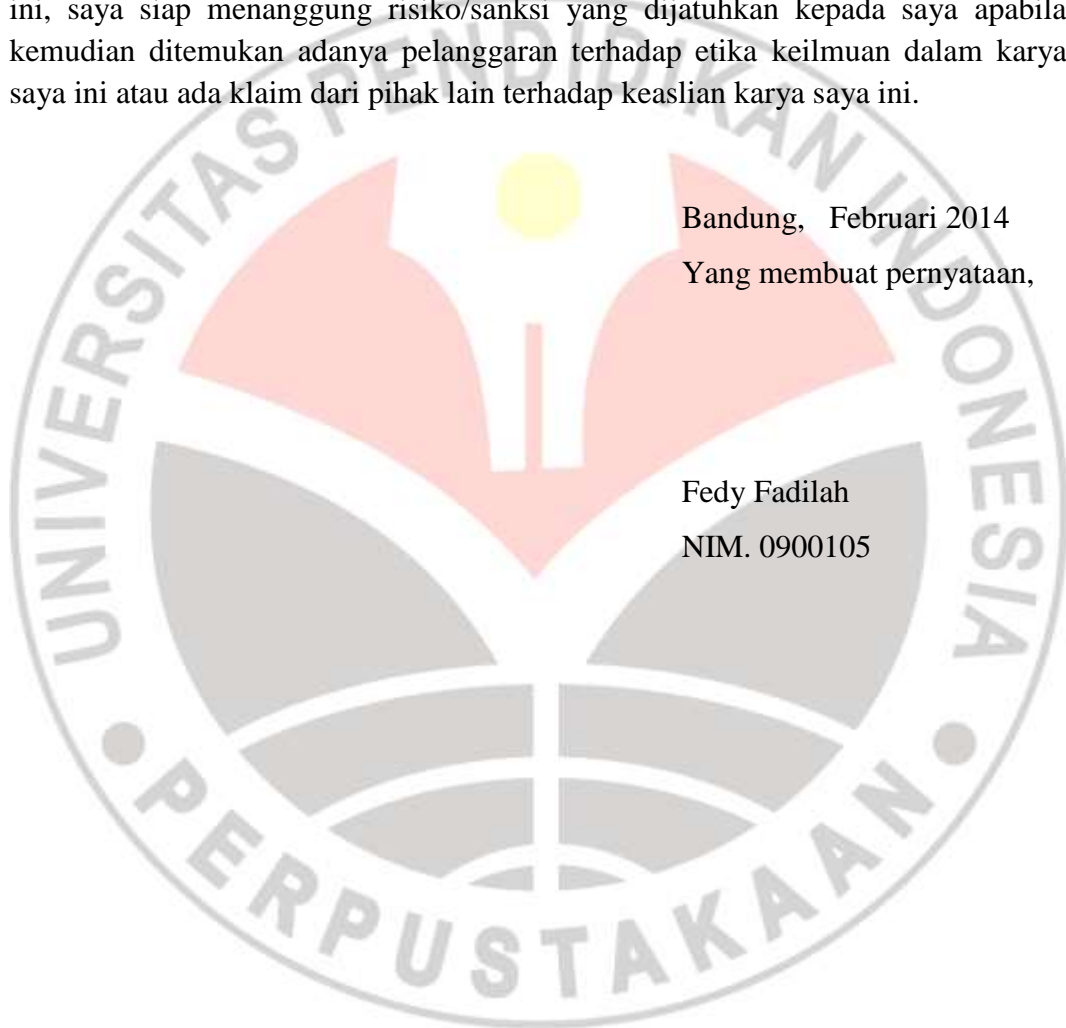 ini, saya siap menanggung risiko/sanksi yang dijatuhkan kepada saya apabila
kemudian ditemukan adanya pelanggaran terhadap etika keilmuan dalam karya
saya ini atau ada klaim dari pihak lain terhadap keaslian karya saya ini.
Bandung, Februari 2014
Yang membuat pernyataan,
Fedy Fadilah
NIM. 0900105
UNIVERSITAS PENDIDIKAN INDONESIA
PERPUSTAKAAN